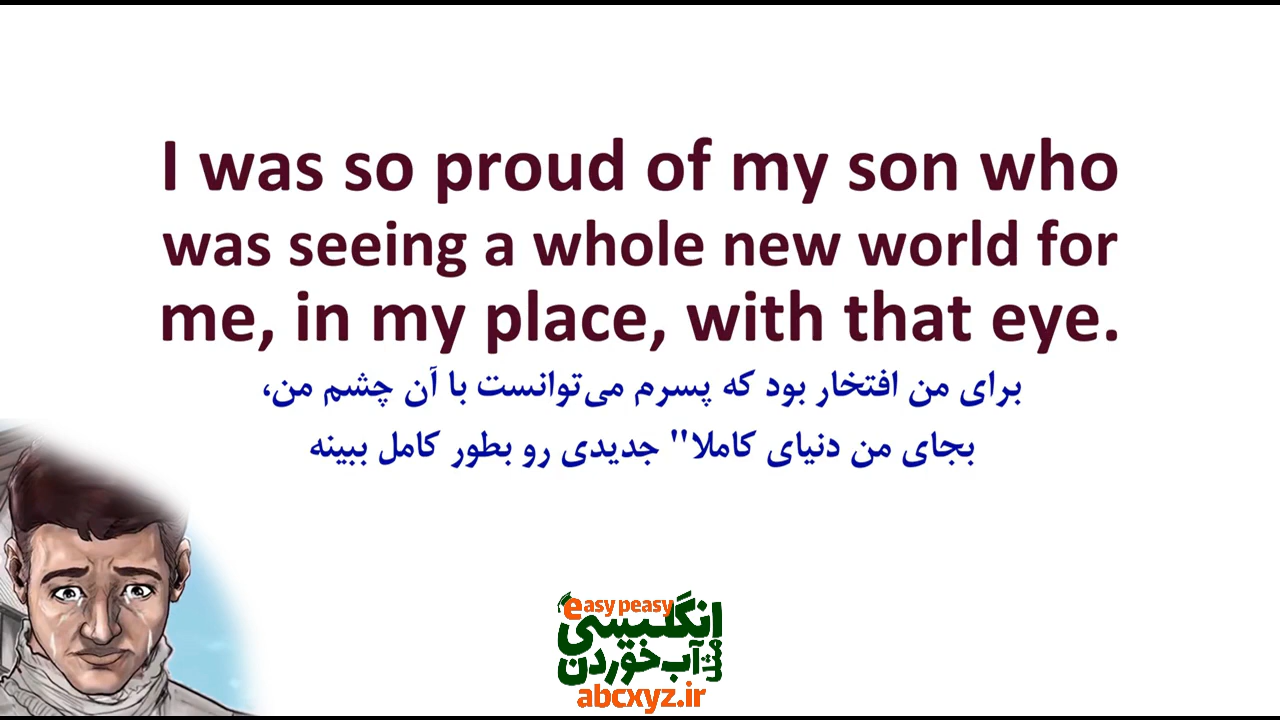 I was so proud of my son who
was seeing a whole new world for
me, in my place, with that eye.
برای من افتخار بود که پسرم می‌توانست با آن چشم من،
بجای من دنیای کاملا" جدیدی رو بطور کامل ببینه
easy peasy
انگلیسی
مثل آب خوردن
abcxyz.ir